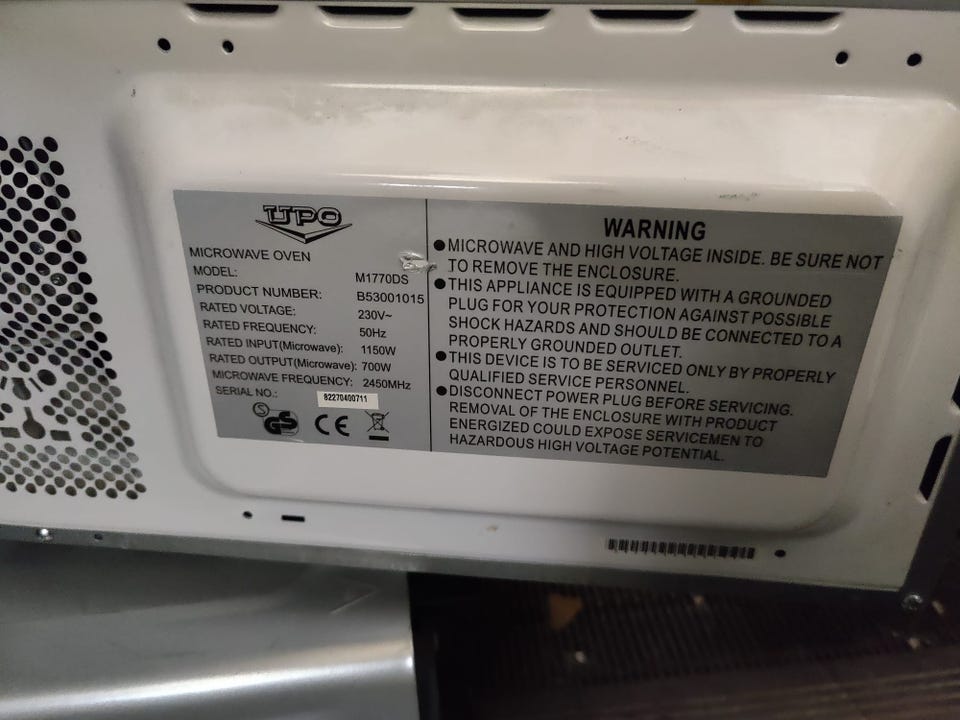 UPO
MICROWAVE OVEN
MODEL: M1770DS
PRODUCT NUMBER: B53001015
RATED VOLTAGE: 230V~
RATED FREQUENCY: 50Hz
RATED INPUT(Microwave): 1150W
RATED OUTPUT(Microwave): 700W
MICROWAVE FREQUENCY: 2450MHz
SERIAL NO.: 82270400711
S GS CE
WARNING
●MICROWAVE AND HIGH VOLTAGE INSIDE. BE SURE NOT
TO REMOVE THE ENCLOSURE.
●THIS APPLIANCE IS EQUIPPED WITH A GROUNDED
PLUG FOR YOUR PROTECTION AGAINST POSSIBLE
SHOCK HAZARDS AND SHOULD BE CONNECTED TO A
PROPERLY GROUNDED OUTLET.
●THIS DEVICE IS TO BE SERVICED ONLY BY PROPERLY
QUALIFIED SERVICE PERSONNEL.
●DISCONNECT POWER PLUG BEFORE SERVICING.
REMOVAL OF THE ENCLOSURE WITH PRODUCT
ENERGIZED COULD EXPOSE SERVICEMEN TO
HAZARDOUS HIGH VOLTAGE POTENTIAL.